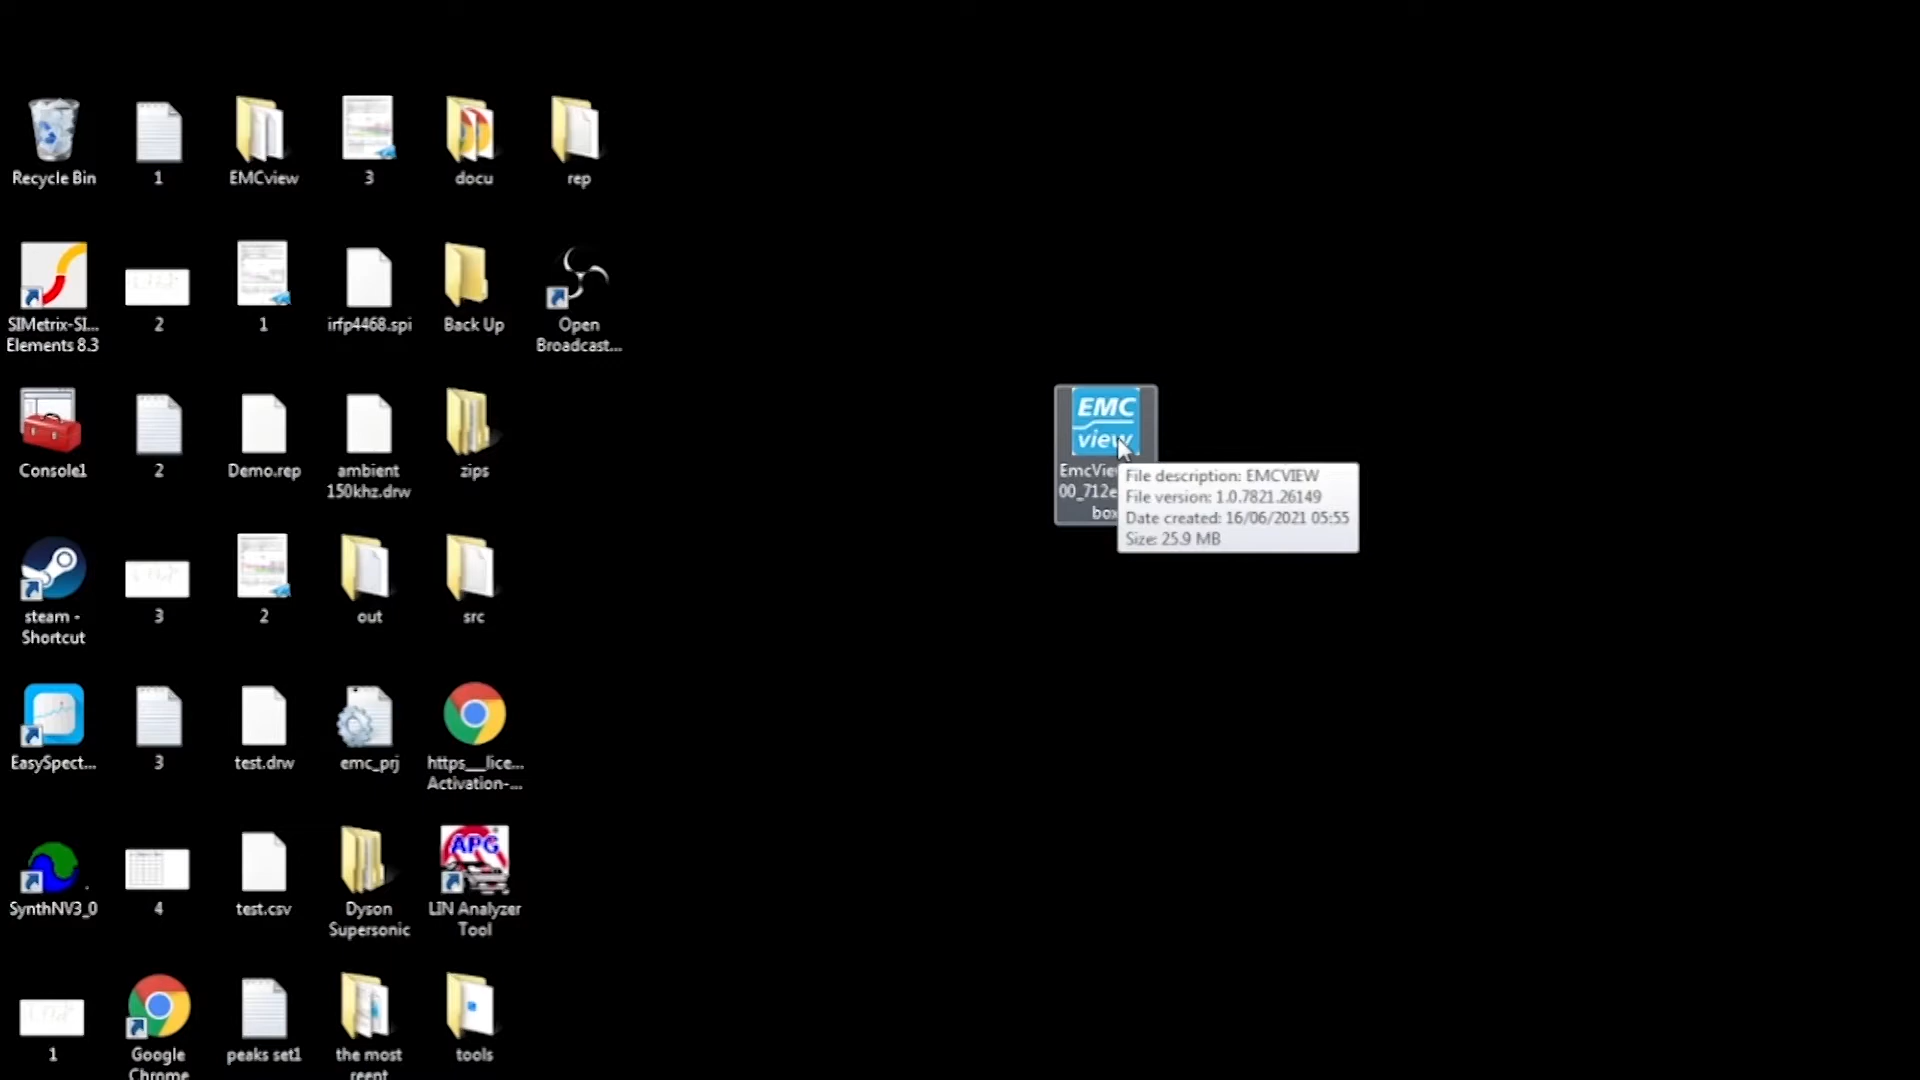 Recycle Bin
1
EMCview
3
docu
rep
SIMetrix-SI...
Elements 8.3
2
1
irfp4468.spi
Back Up
Open
Broadcast...
Console1
2
Demo.rep
ambient
150khz.drw
zips
EMC
view
EmcVie
00_712e
box
File description: EMCVIEW
File version: 1.0.7821.26149
Date created: 16/06/2021 05:55
Size: 25.9 MB
steam -
Shortcut
3
2
out
src
EasySpect...
3
test.drw
emc_prj
https__lice...
Activation-...
SynthNV3_0
4
test.csv
Dyson
Supersonic
APG
LIN Analyzer
Tool
1
Google
Chrome
peaks set1
the most
reent
tools